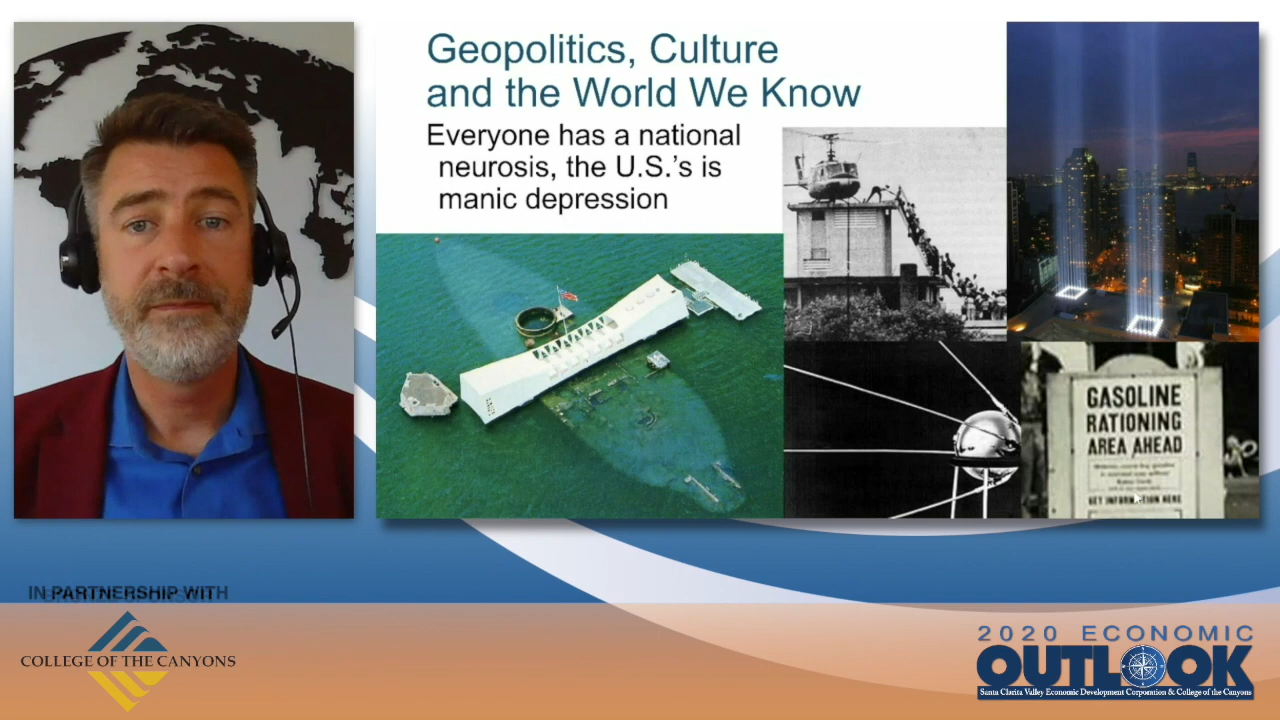 Geopolitics, Culture
and the World We Know
Everyone has a national
neurosis, the U.S.'s is
manic depression
GASOLINE
RATIONING
AREA AHEAD
GET INFORMATION HERE
IN PARTNERSHIP WITH
COLLEGE OF THE CANYONS
2020 ECONOMIC
OUTLOOK
Santa Clarita Valley Economic Development Corporation & College of the Canyons